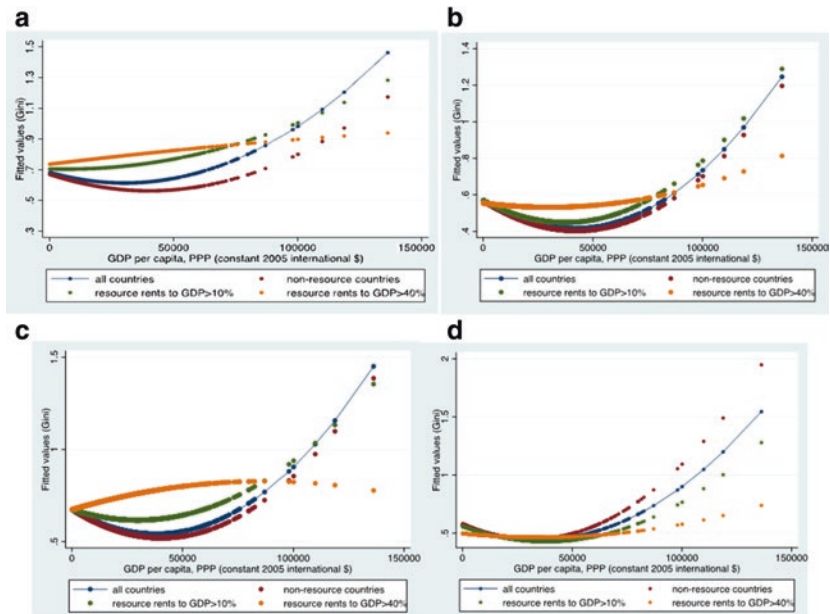 a
Fitted values (Gini)
1.5
1.3
1.1
.9
.7
.5
.3
0
50000
100000
150000
GDP per capita, PPP (constant 2005 international $)
all countries
non-resource countries
resource rents to GDP>10%
resource rents to GDP>40%
b
Fitted values (Gini)
1.4
1.2
1
.8
.6
.4
0
50000
100000
150000
GDP per capita, PPP (constant 2005 international $)
all countries
non-resource countries
resource rents to GDP>10%
resource rents to GDP>40%
c
Fitted values (Gini)
1.5
1
.5
0
50000
100000
150000
GDP per capita, PPP (constant 2005 international $)
all countries
non-resource countries
resource rents to GDP>10%
resource rents to GDP>40%
d
Fitted values (Gini)
2
1.5
1
.5
0
50000
100000
150000
GDP per capita, PPP (constant 2005 international $)
all countries
non-resource countries
resource rents to GDP>10%
resource rents to GDP>40%